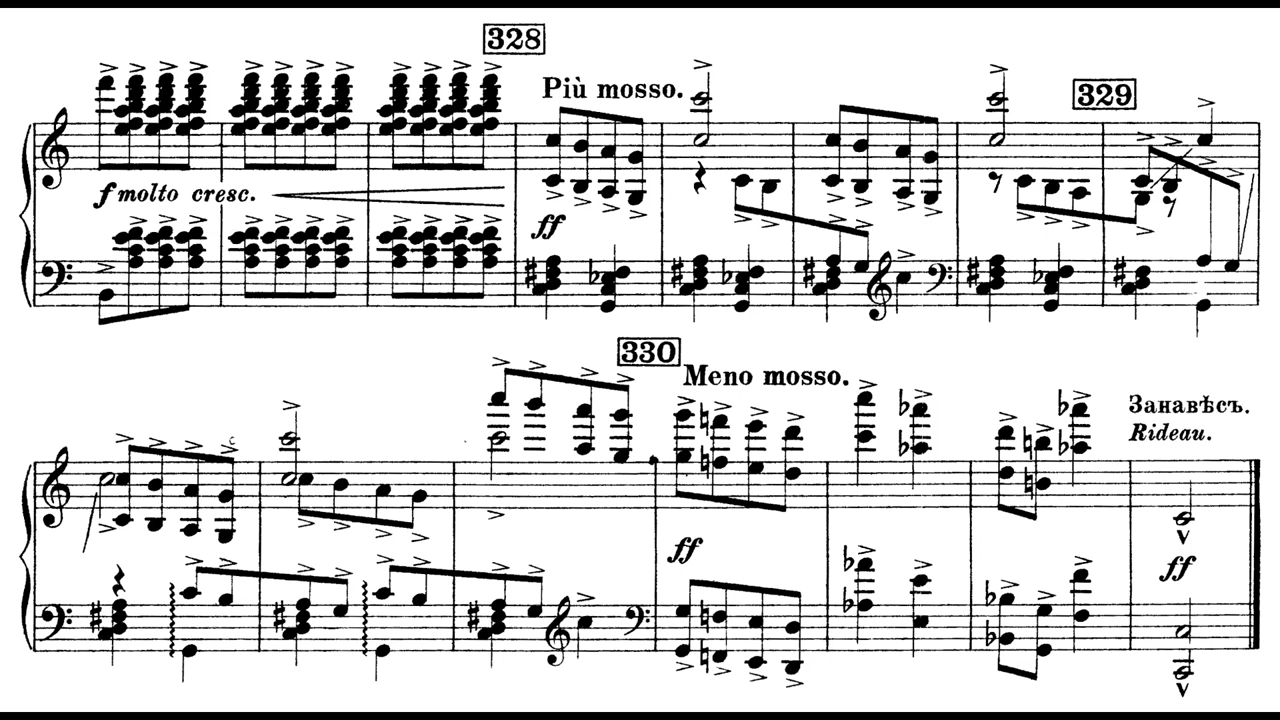 328
Più mosso.
329
f molto cresc.
ff
330
Meno mosso.
Занавѣсъ.
Rideau.
ff
ff